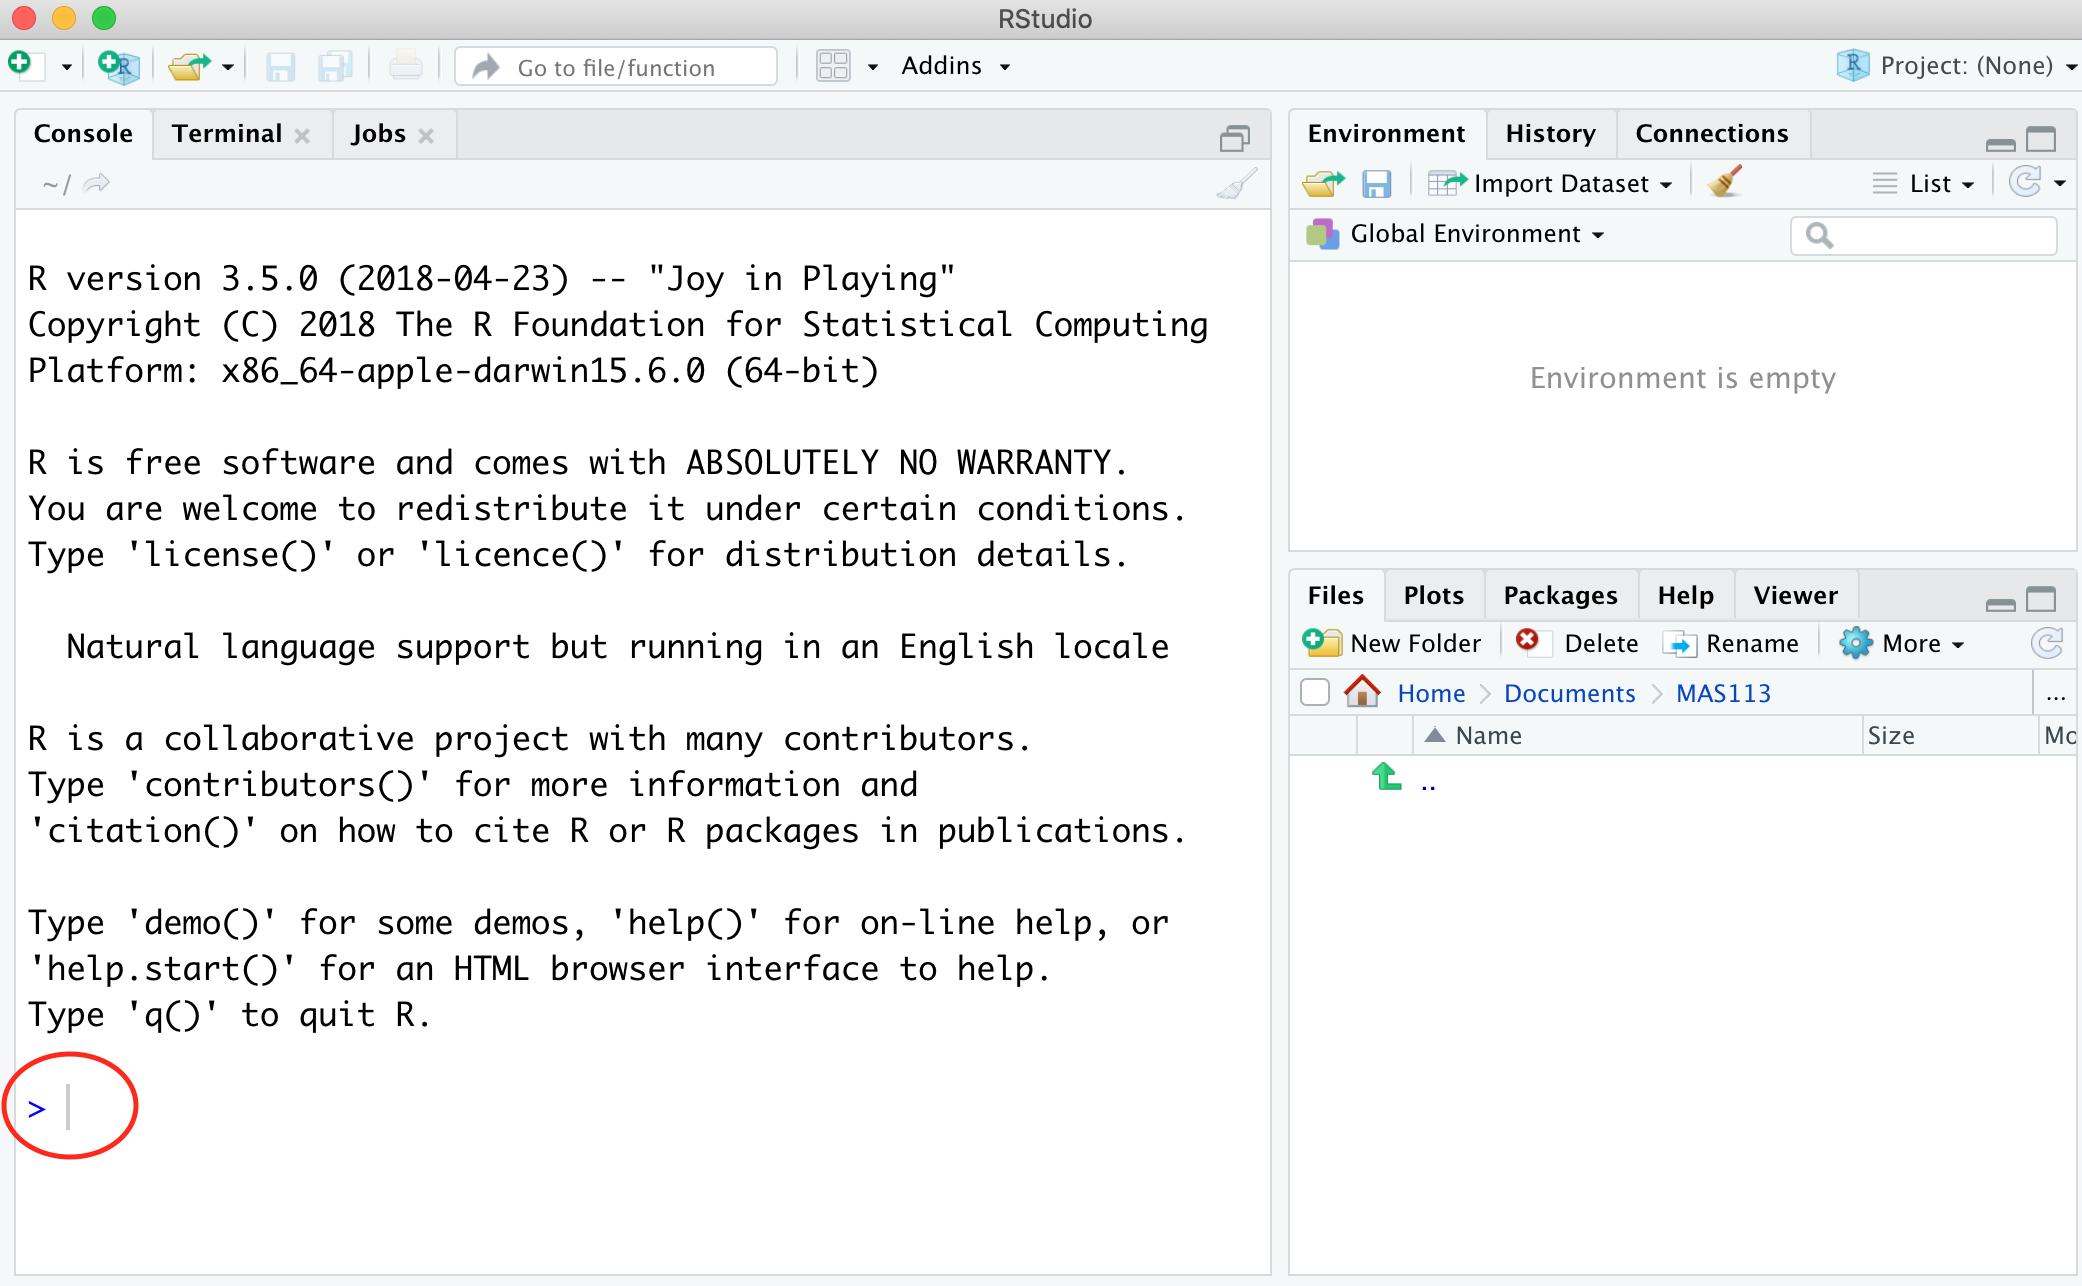 RStudio
Go to file/function
Addins
Project: (None)
Console Terminal Jobs
~/
R version 3.5.0 (2018-04-23) -- "Joy in Playing"
Copyright (C) 2018 The R Foundation for Statistical Computing
Platform: x86_64-apple-darwin15.6.0 (64-bit)
R is free software and comes with ABSOLUTELY NO WARRANTY.
You are welcome to redistribute it under certain conditions.
Type 'license()' or 'licence()' for distribution details.
Natural language support but running in an English locale
R is a collaborative project with many contributors.
Type 'contributors()' for more information and
'citation()' on how to cite R or R packages in publications.
Type 'demo()' for some demos, 'help()' for on-line help, or
'help.start()' for an HTML browser interface to help.
Type 'q()' to quit R.
>
Environment History Connections
Import Dataset List
Global Environment
Environment is empty
Files Plots Packages Help Viewer
New Folder Delete Rename More
Home Documents MAS113 ...
Name Size Mo
..